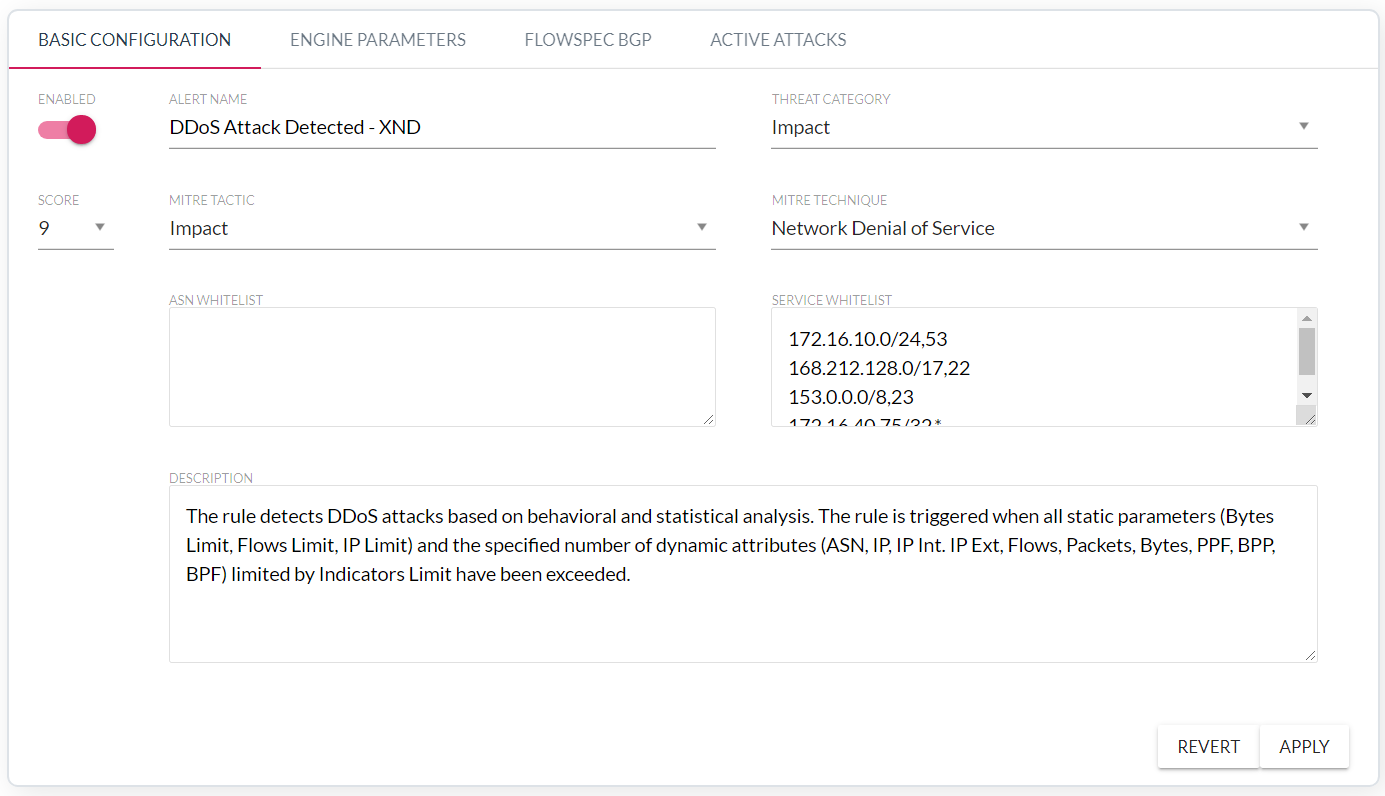 BASIC CONFIGURATION ENGINE PARAMETERS FLOWSPEC BGP ACTIVE ATTACKS
ENABLED ALERT NAME THREAT CATEGORY
DDoS Attack Detected - XND Impact
SCORE MITRE TACTIC MITRE TECHNIQUE
9 Impact Network Denial of Service
ASN WHITELIST SERVICE WHITELIST
172.16.10.0/24,53
168.212.128.0/17,22
153.0.0.0/8,23
172.16.40.75/32,*
DESCRIPTION
The rule detects DDoS attacks based on behavioral and statistical analysis. The rule is triggered when all static parameters (Bytes
Limit, Flows Limit, IP Limit) and the specified number of dynamic attributes (ASN, IP, IP Int. IP Ext, Flows, Packets, Bytes, PPF, BPP,
BPF) limited by Indicators Limit have been exceeded.
REVERT APPLY